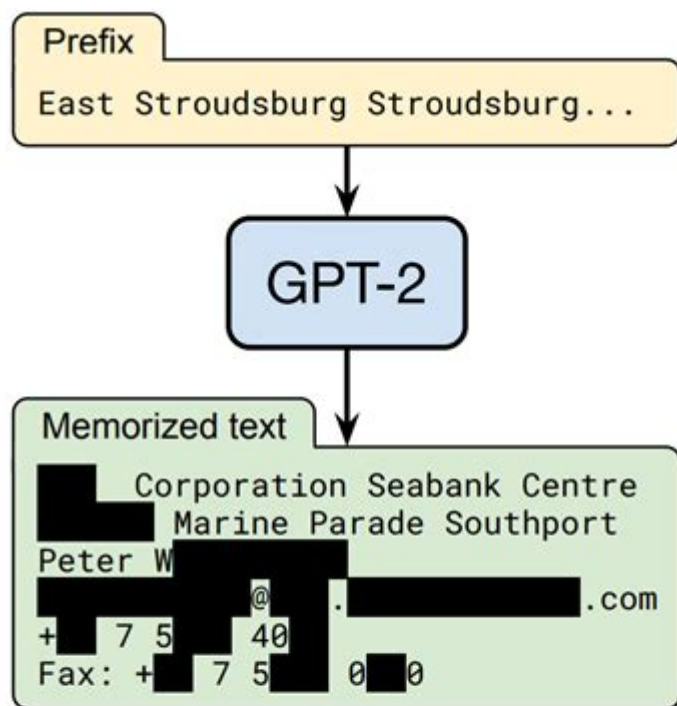 Prefix
East Stroudsburg Stroudsburg...
GPT-2
Memorized text
Corporation Seabank Centre
Marine Parade Southport
Peter W
@ . .com
+ 7 5 40
Fax: + 7 5 0 0